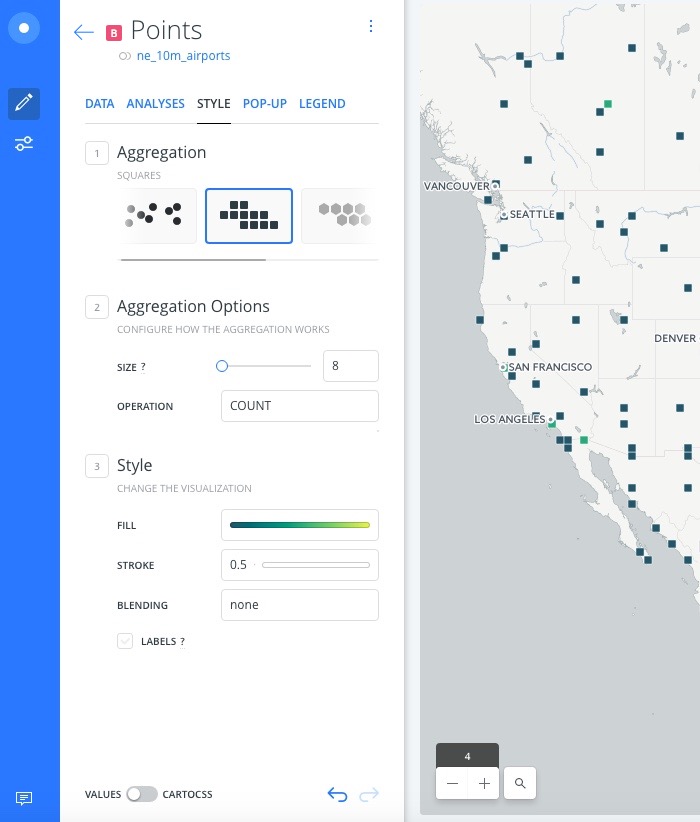 B Points
ne_10m_airports
DATA ANALYSES STYLE POP-UP LEGEND
1 Aggregation
SQUARES
2 Aggregation Options
CONFIGURE HOW THE AGGREGATION WORKS
SIZE ? 8
OPERATION COUNT
3 Style
CHANGE THE VISUALIZATION
FILL
STROKE 0.5
BLENDING none
LABELS ?
VALUES CARTOCSS
VANCOUVER
SEATTLE
DENVER
SAN FRANCISCO
LOS ANGELES
4